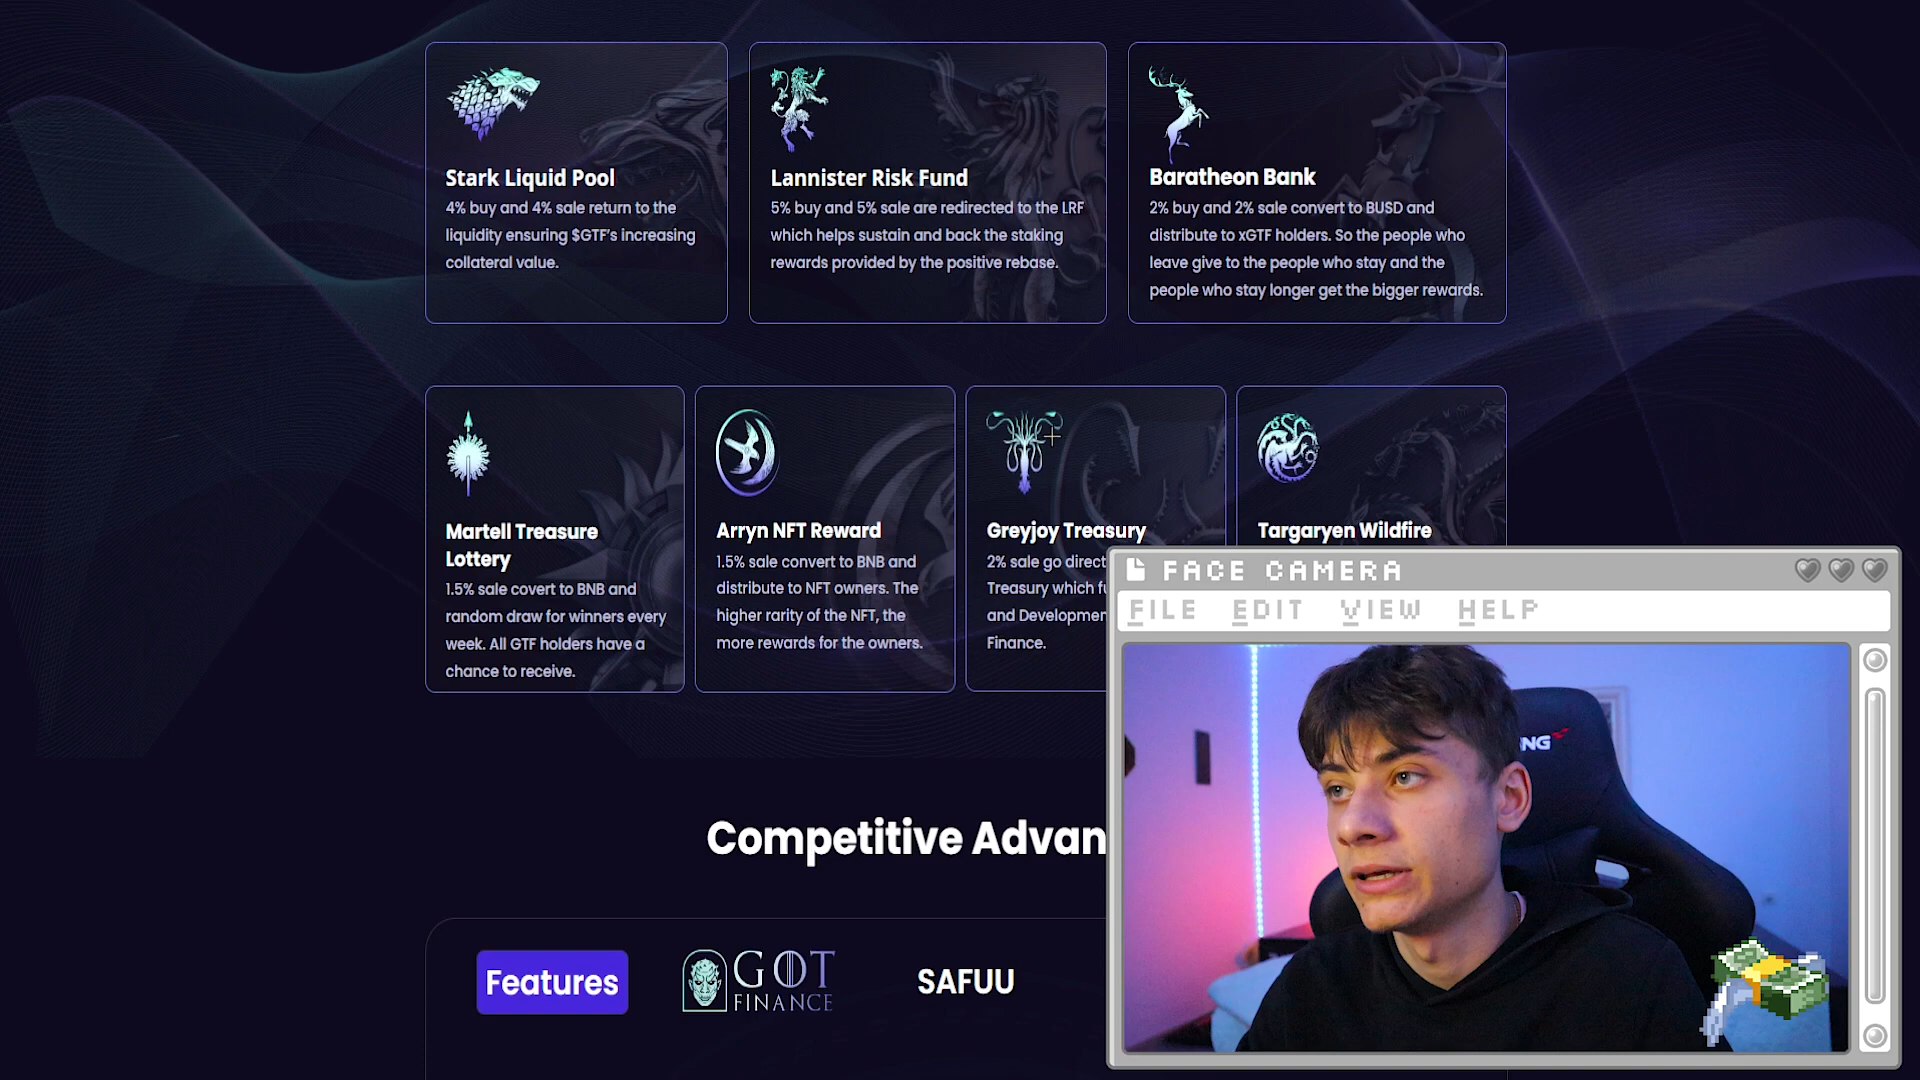 Stark Liquid Pool
4% buy and 4% sale return to the
liquidity ensuring $GTF's increasing
collateral value.
Lannister Risk Fund
5% buy and 5% sale are redirected to the LRF
which helps sustain and back the staking
rewards provided by the positive rebase.
Baratheon Bank
2% buy and 2% sale convert to BUSD and
distribute to xGTF holders. So the people who
leave give to the people who stay and the
people who stay longer get the bigger rewards.
Martell Treasure
Lottery
1.5% sale covert to BNB and
random draw for winners every
week. All GTF holders have a
chance to receive.
Arryn NFT Reward
1.5% sale convert to BNB and
distribute to NFT owners. The
higher rarity of the NFT, the
more rewards for the owners.
Greyjoy Treasury
2% sale go direct
Treasury which
and
Finance.
Targaryen Wildfire
Competitive
Features
GOT
FINANCE
SAFUU
FACE CAMERA
FILE EDIT VIEW HELP